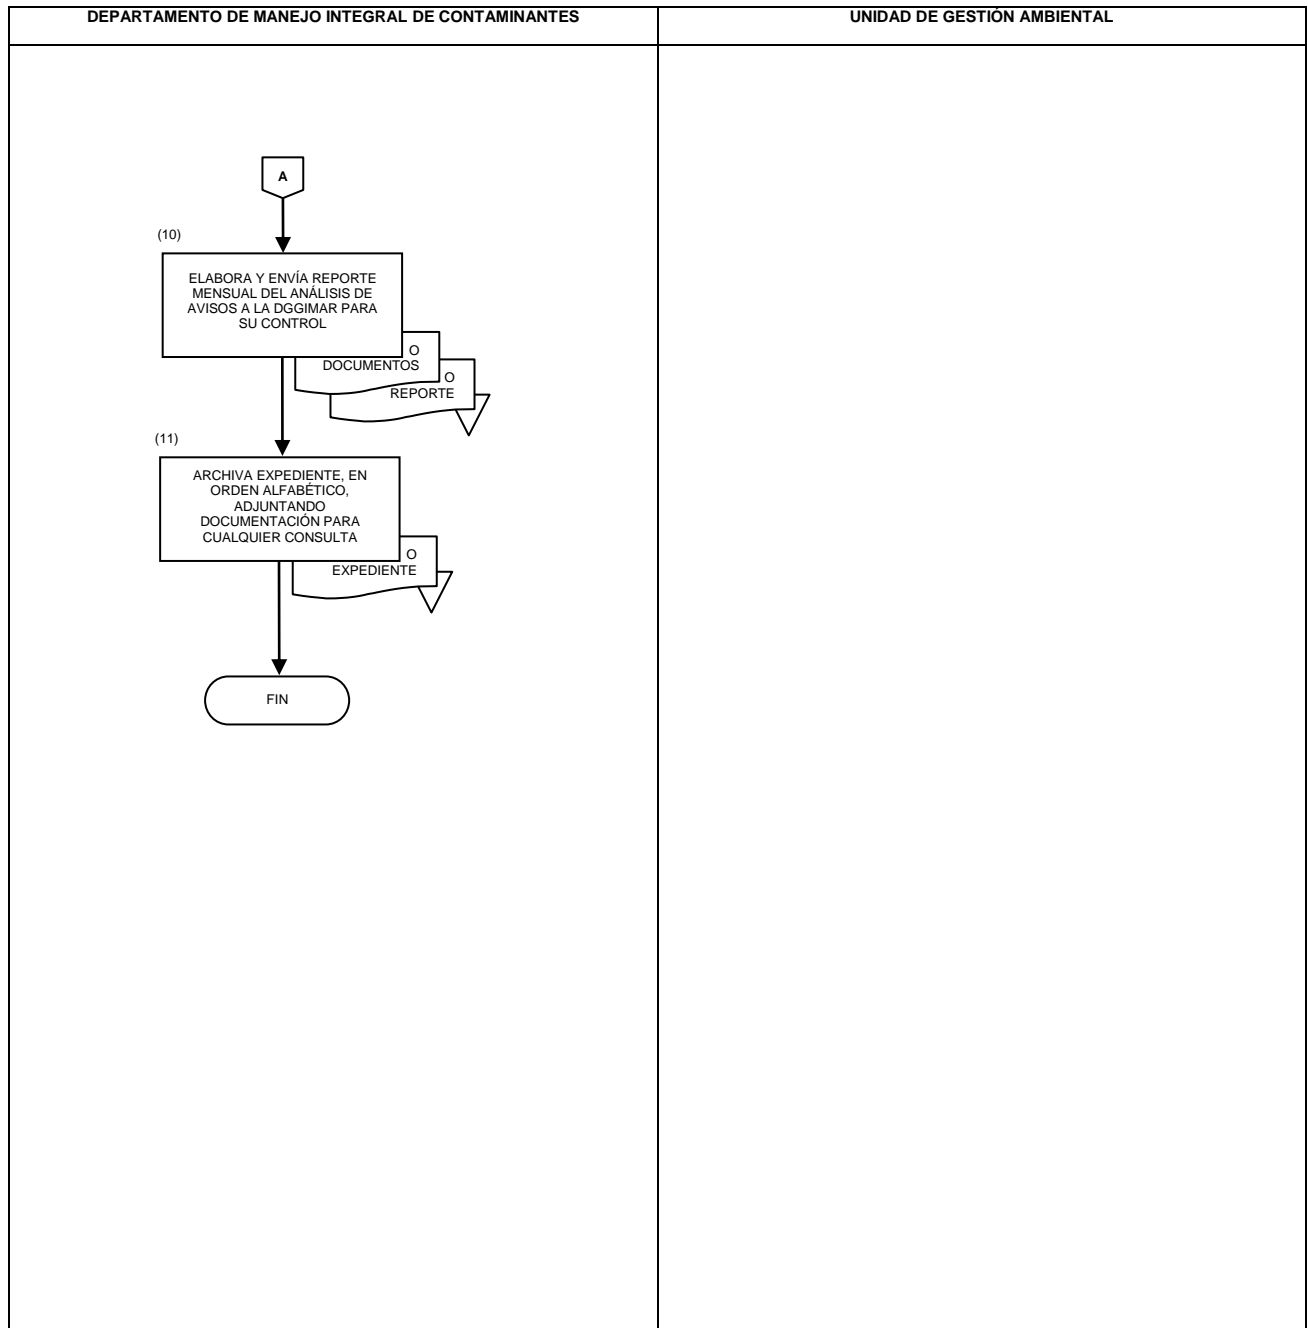 DEPARTAMENTO DE MANEJO INTEGRAL DE CONTAMINANTES
UNIDAD DE GESTIÓN AMBIENTAL
A
(10)
ELABORA Y ENVÍA REPORTE
MENSUAL DEL ANÁLISIS DE
AVISOS A LA DGGIMAR PARA
SU CONTROL
O
DOCUMENTOS
O
REPORTE
(11)
ARCHIVA EXPEDIENTE, EN
ORDEN ALFABÉTICO,
ADJUNTANDO
DOCUMENTACIÓN PARA
CUALQUIER CONSULTA
O
EXPEDIENTE
FIN